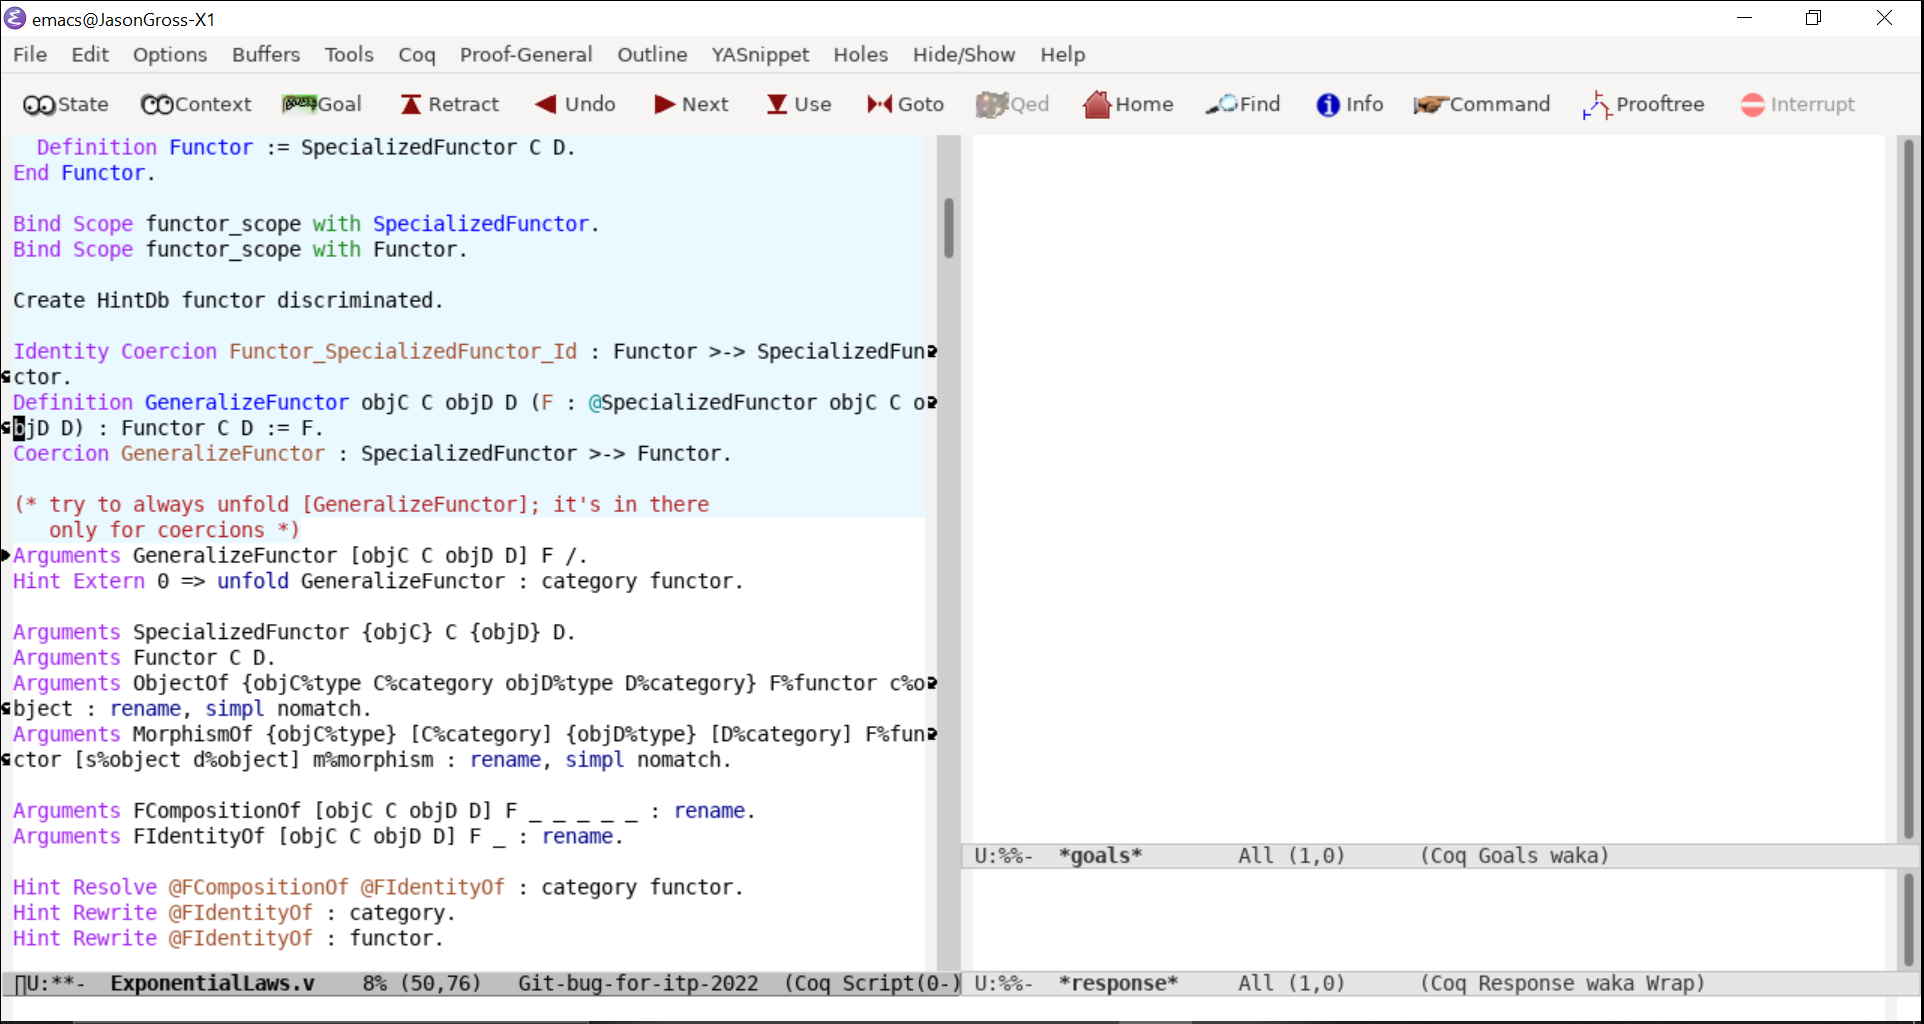 emacs@JasonGross-X1
File Edit Options Buffers Tools Coq Proof-General Outline YASnippet Holes Hide/Show Help
State Context Goal Retract Undo Next Use Goto Qed Home Find Info Command Prooftree Interrupt
Definition Functor := SpecializedFunctor C D.
End Functor.
Bind Scope functor_scope with SpecializedFunctor.
Bind Scope functor_scope with Functor.
Create HintDb functor discriminated.
Identity Coercion Functor_SpecializedFunctor_Id : Functor >-> SpecializedFun
ctor.
Definition GeneralizeFunctor objC C objD D (F : @SpecializedFunctor objC C o
bjD D) : Functor C D := F.
Coercion GeneralizeFunctor : SpecializedFunctor >-> Functor.
(* try to always unfold [GeneralizeFunctor]; it's in there
only for coercions *)
Arguments GeneralizeFunctor [objC C objD D] F /.
Hint Extern 0 => unfold GeneralizeFunctor : category functor.
Arguments SpecializedFunctor {objC} C {objD} D.
Arguments Functor C D.
Arguments ObjectOf {objC%type C%category objD%type D%category} F%functor c%o
bject : rename, simpl nomatch.
Arguments MorphismOf {objC%type} [C%category] {objD%type} [D%category] F%fun
ctor [s%object d%object] m%morphism : rename, simpl nomatch.
Arguments FCompositionOf [objC C objD D] F _ _ _ _ _ : rename.
Arguments FIdentityOf [objC C objD D] F _ : rename.
Hint Resolve @FCompositionOf @FIdentityOf : category functor.
Hint Rewrite @FIdentityOf : category.
Hint Rewrite @FIdentityOf : functor.
U:**- ExponentialLaws.v 8% (50,76) Git-bug-for-itp-2022 (Coq Script(0-)
U:%%- *goals* All (1,0) (Coq Goals waka)
U:%%- *response* All (1,0) (Coq Response waka Wrap)